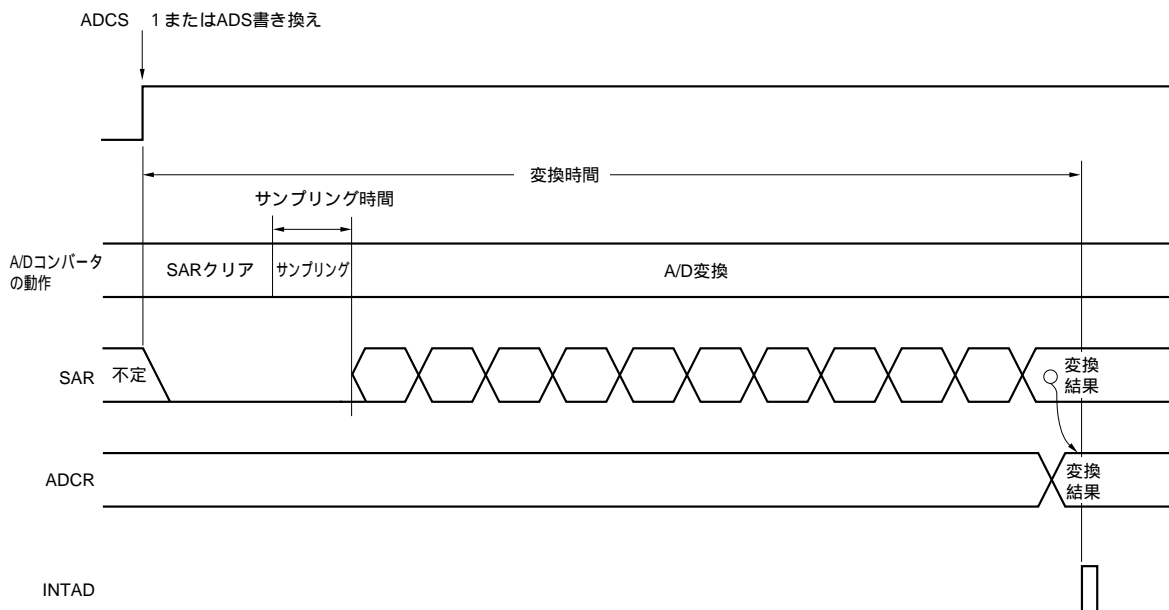 ADCS 1またはADS書き換え
変換時間
サンプリング時間
A/Dコンバータ
の動作
SARクリア
サンプリング
A/D変換
SAR
不定
変換
結果
ADCR
変換
結果
INTAD